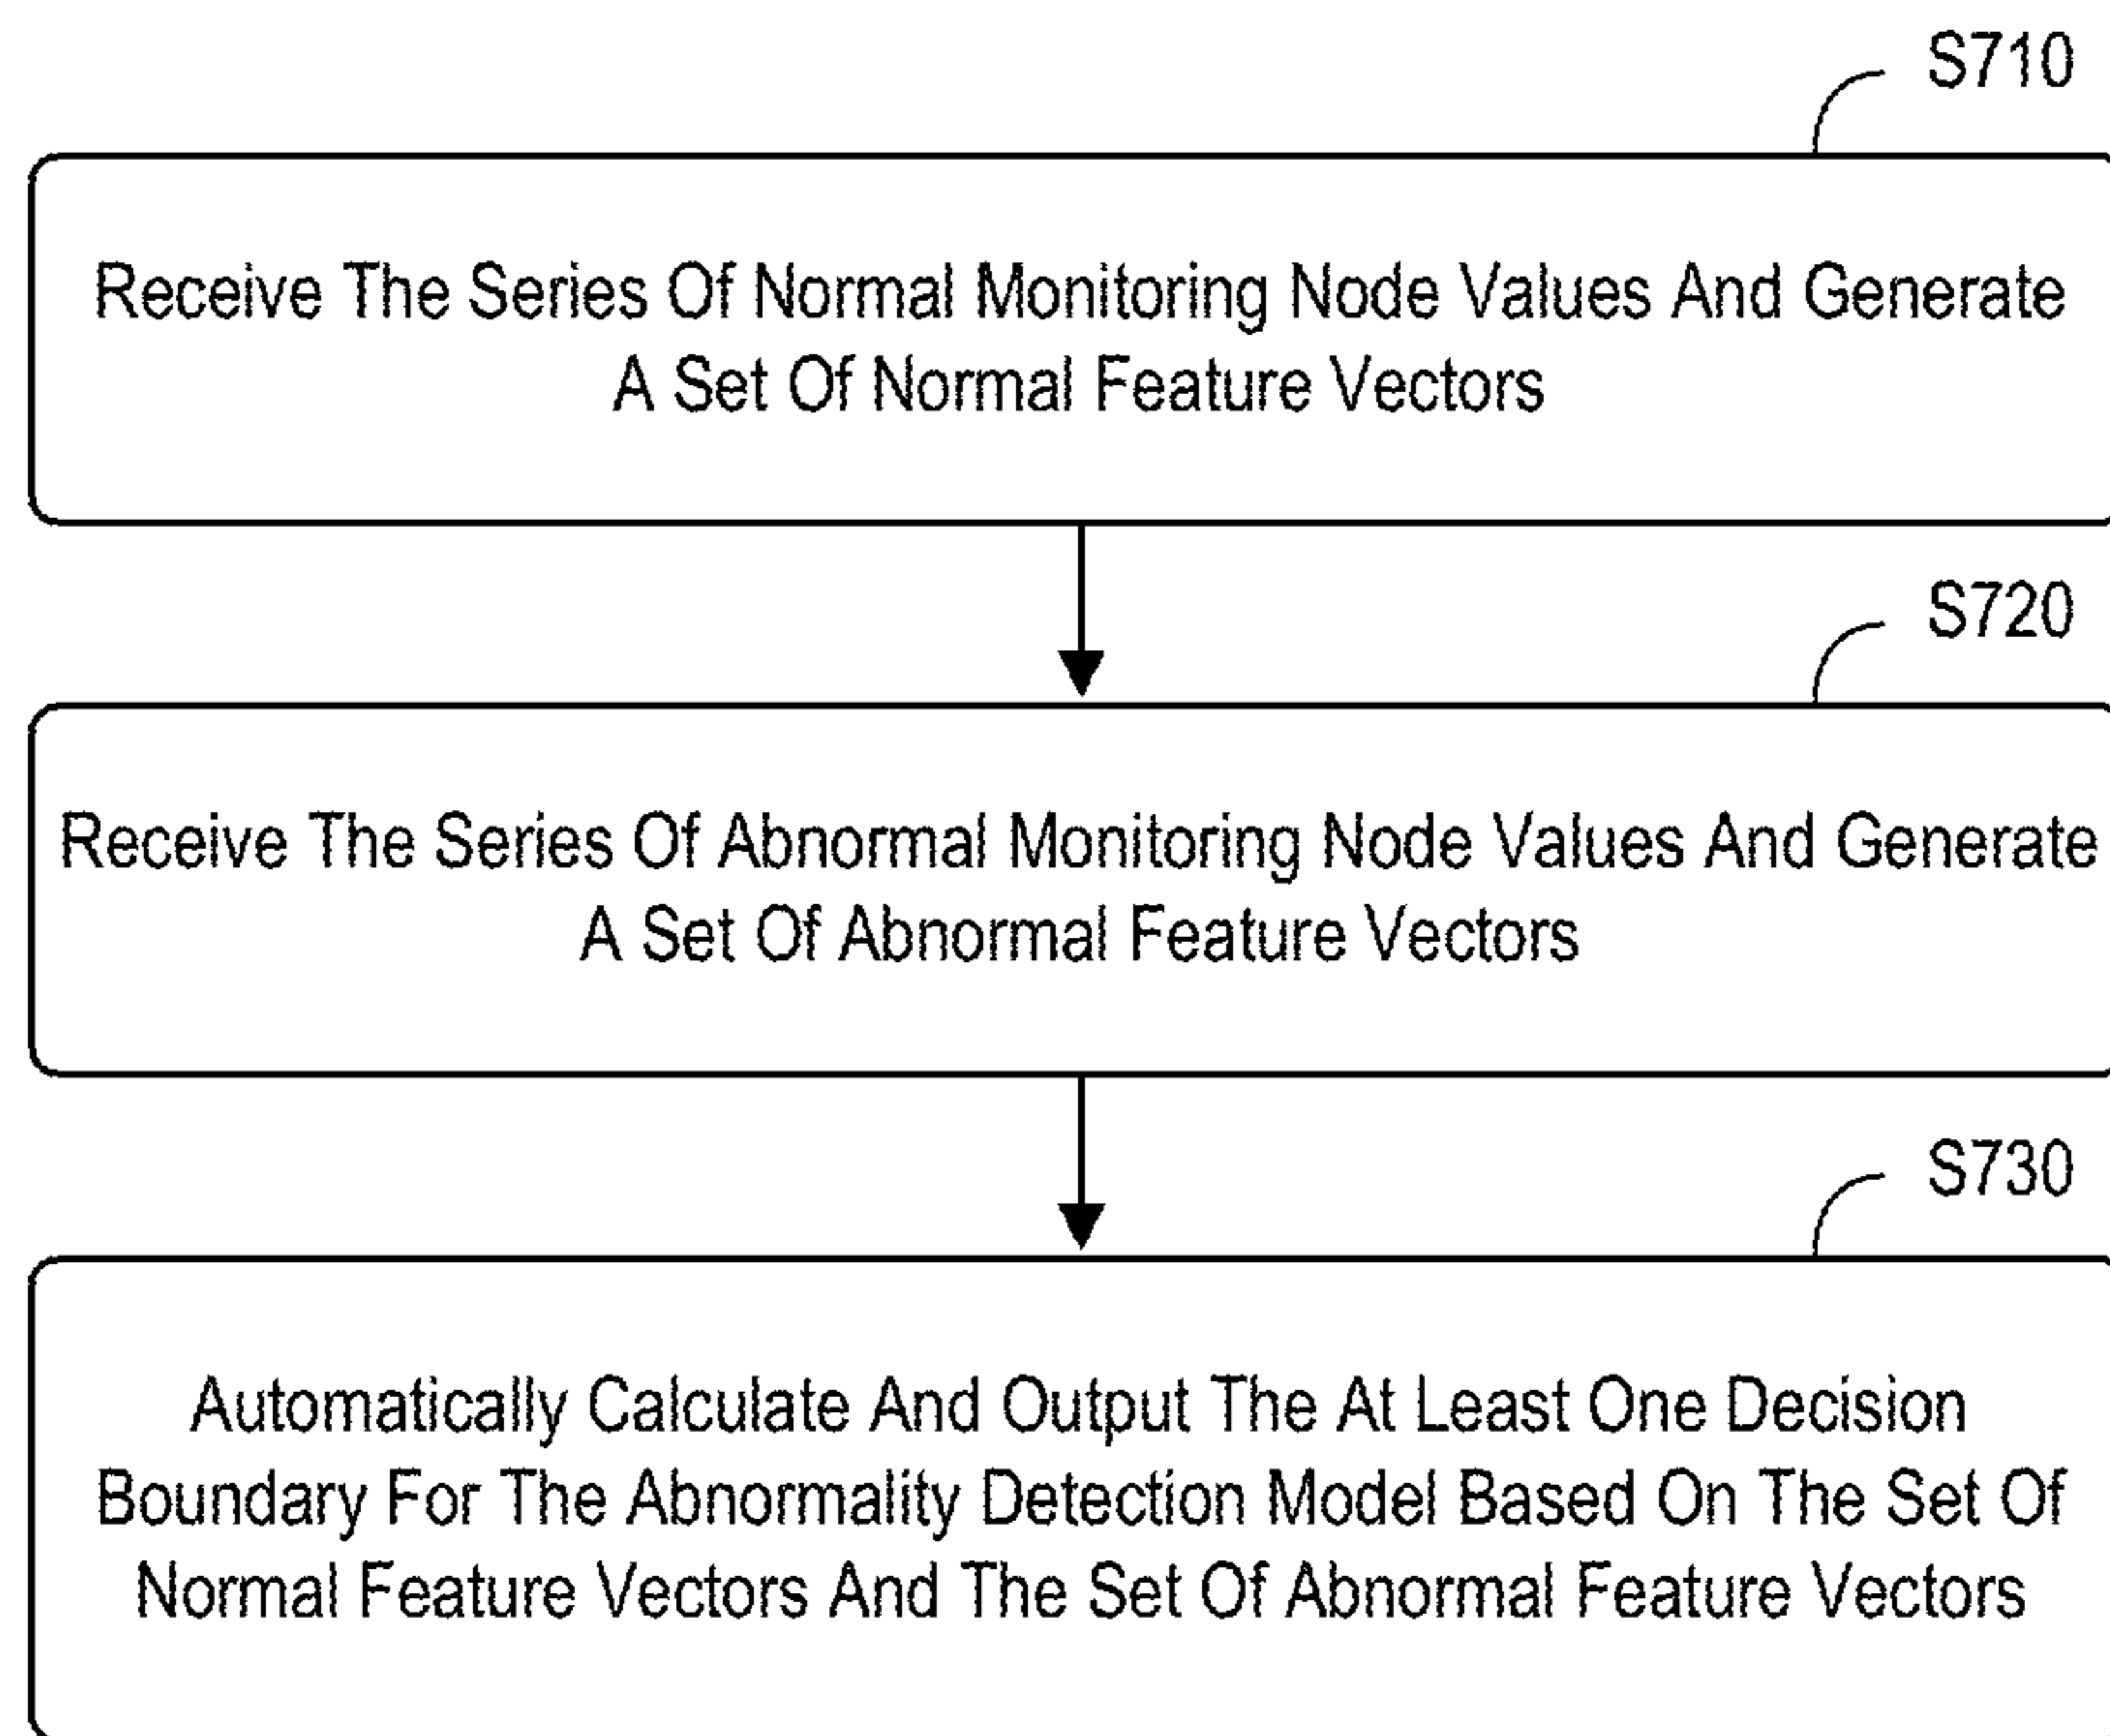 S710
Receive The Series Of Normal Monitoring Node Values And Generate
A Set Of Normal Feature Vectors
S720
Receive The Series Of Abnormal Monitoring Node Values And Generate
A Set Of Abnormal Feature Vectors
S730
Automatically Calculate And Output The At Least One Decision
Boundary For The Abnormality Detection Model Based On The Set Of
Normal Feature Vectors And The Set Of Abnormal Feature Vectors